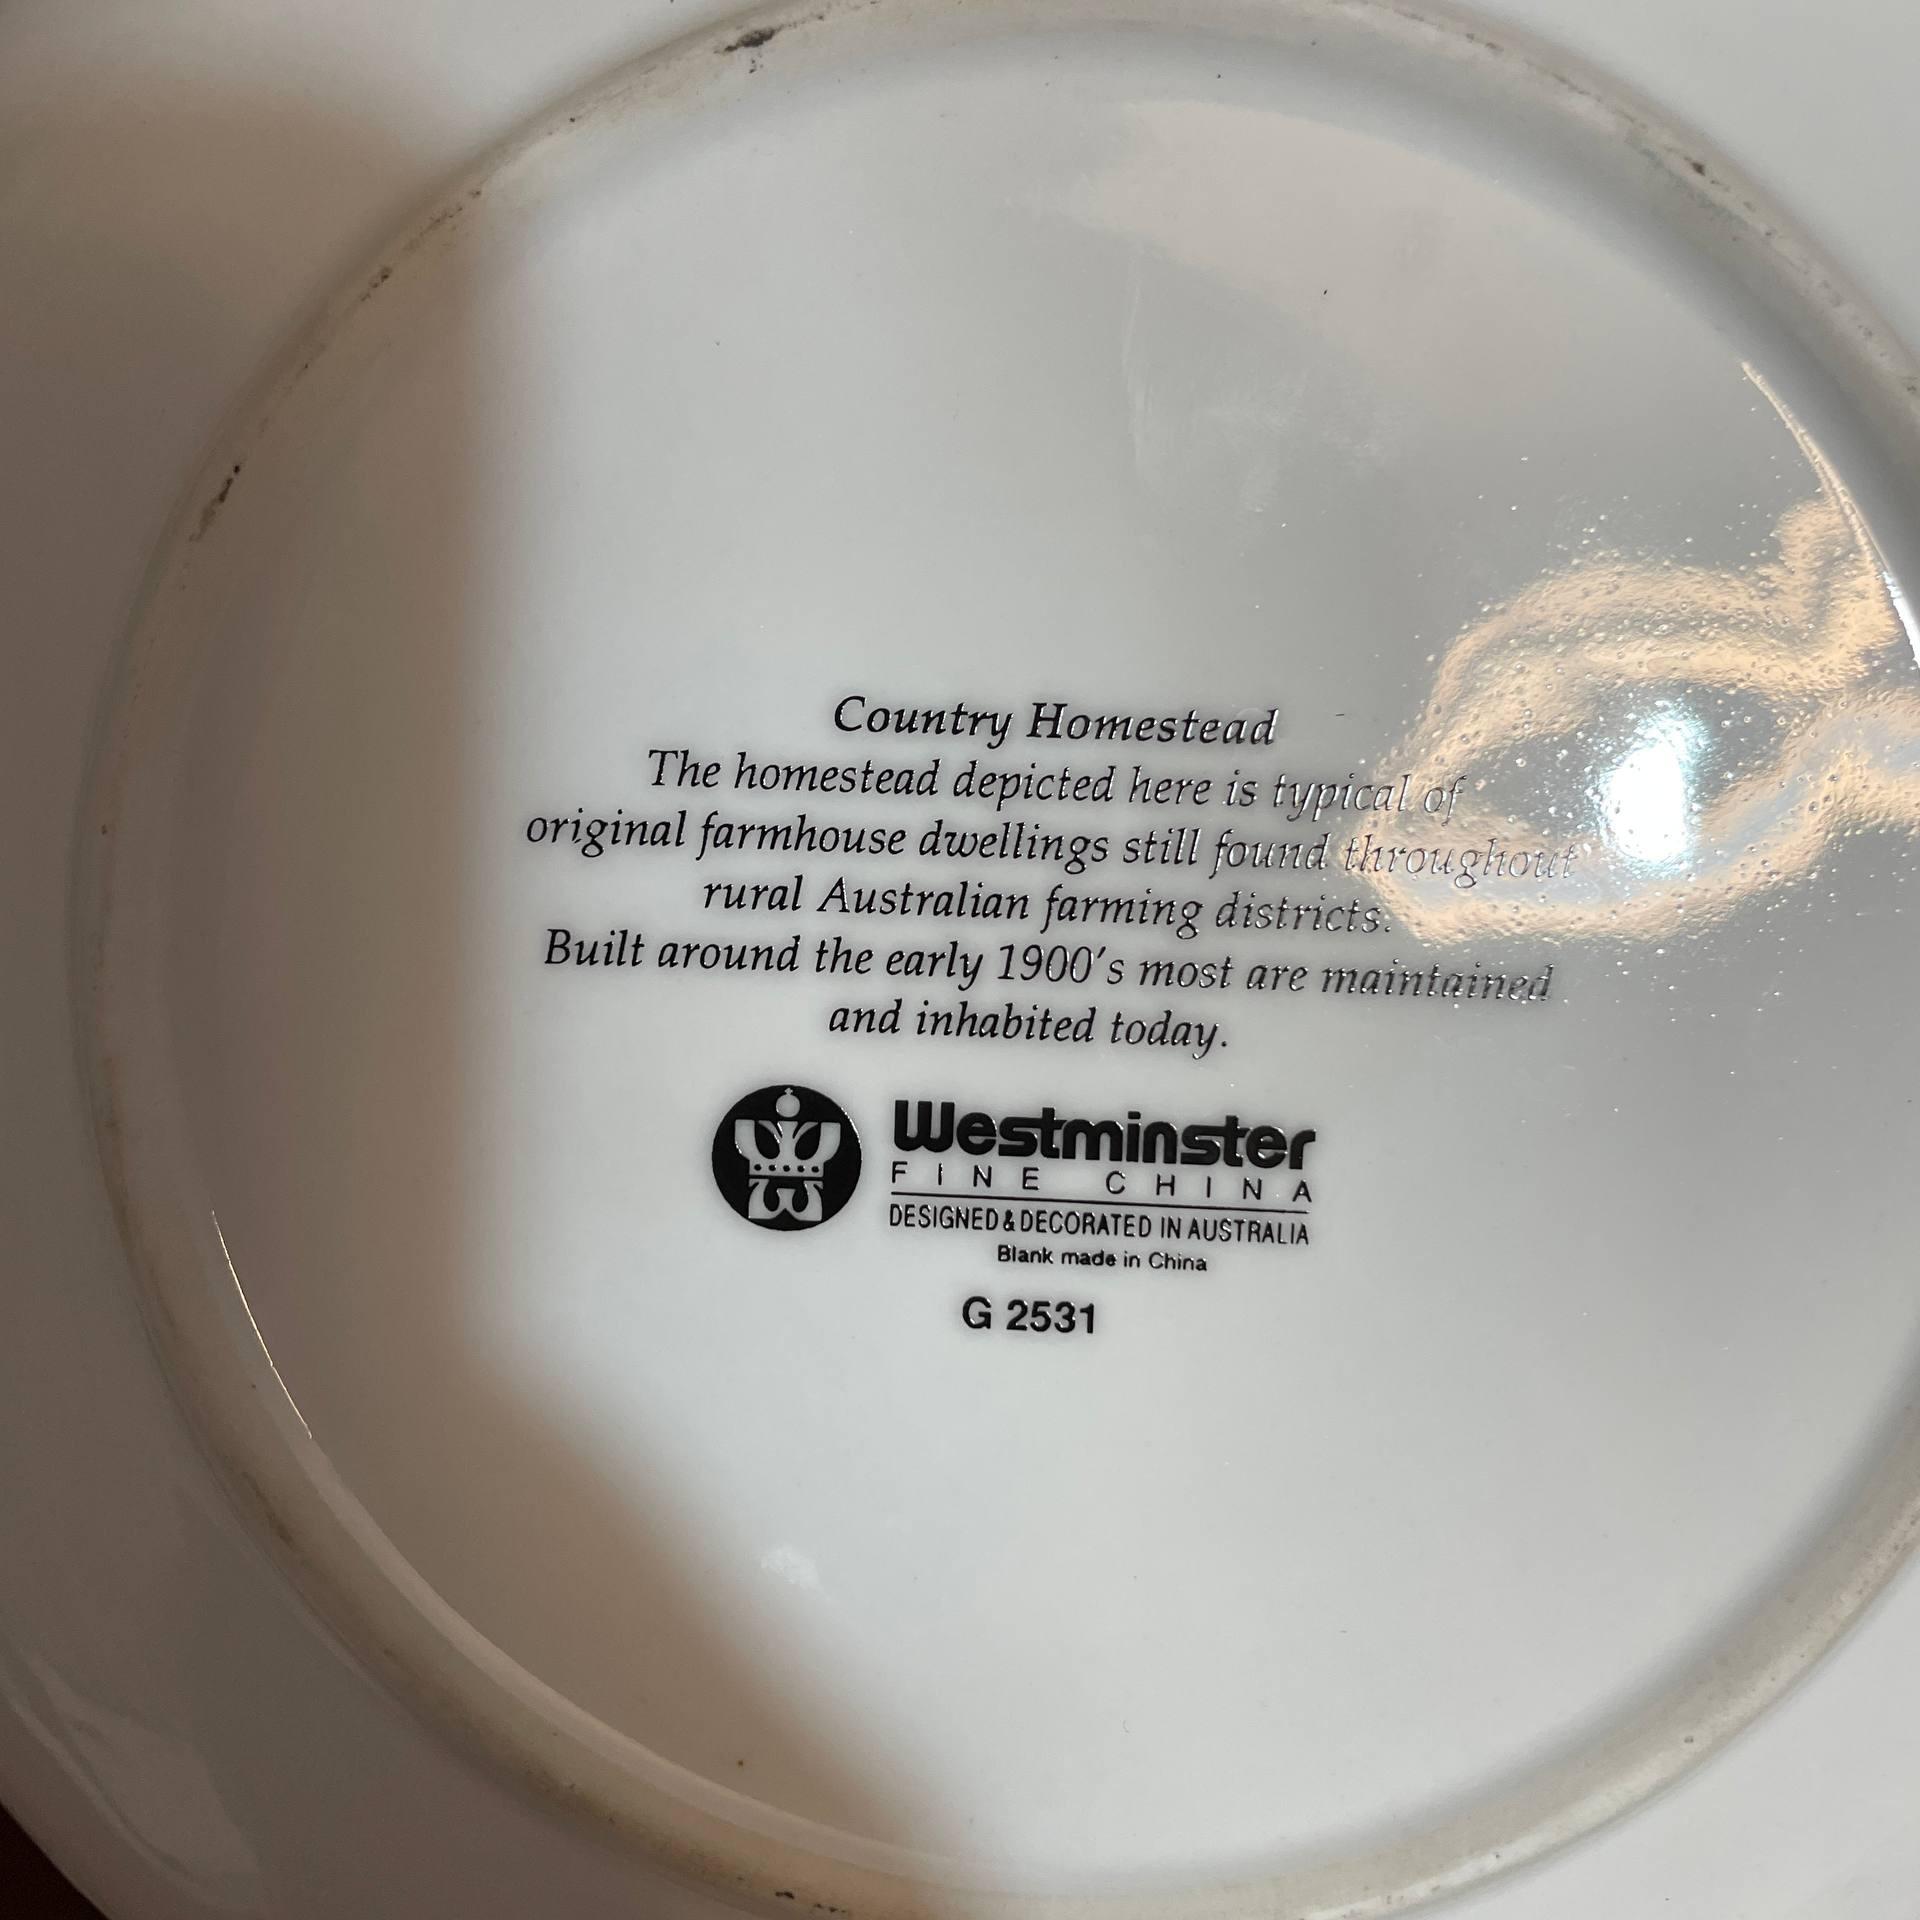 Country Homestead
The homestead depicted here is typical of
original farmhouse dwellings still found throughout
rural Australian farming districts.
Built around the early 1900's most are maintained
and inhabited today.
Westminster
FINE CHINA
DESIGNED & DECORATED IN AUSTRALIA
Blank made in China
G 2531